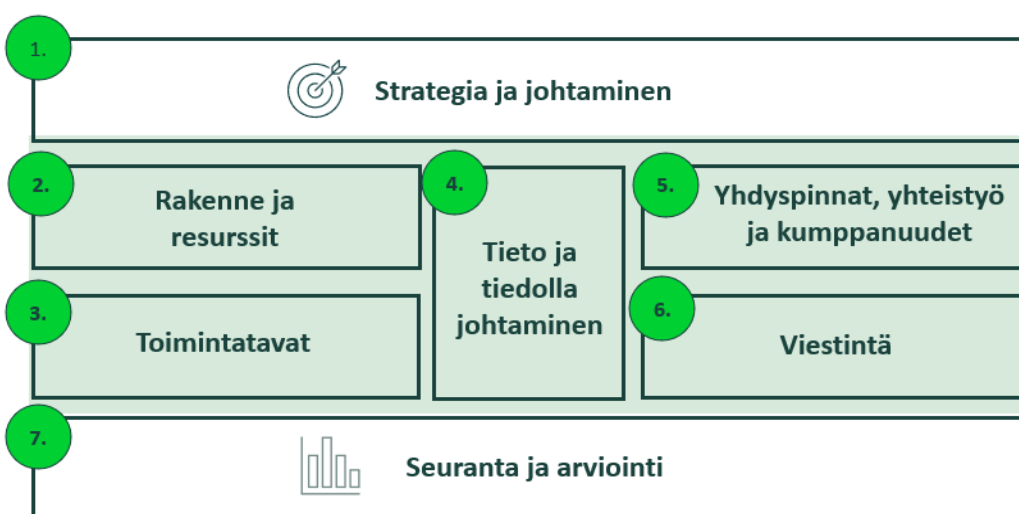 1.
Strategia ja johtaminen
2.
Rakenne ja
resurssit
3.
Toimintatavat
4.
Tieto ja
tiedolla
johtaminen
5.
Yhdyspinnat, yhteistyö
ja kumppanuudet
6.
Viestintä
7.
Seuranta ja arviointi